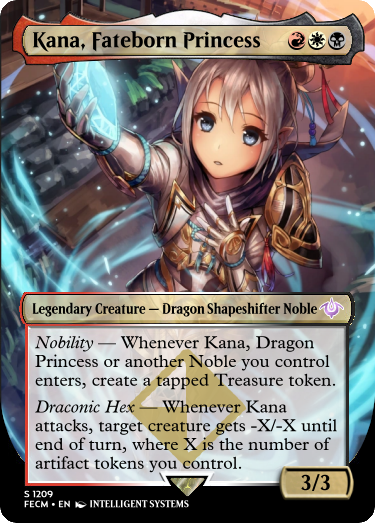 Kana, Fateborn Princess
Legendary Creature — Dragon Shapeshifter Noble
Nobility — Whenever Kana, Dragon
Princess or another Noble you control
enters, create a tapped Treasure token.
Draconic Hex — Whenever Kana
attacks, target creature gets -X/-X until
end of turn, where X is the number of
artifact tokens you control.
3/3
S 1209
FECM • EN INTELLIGENT SYSTEMS